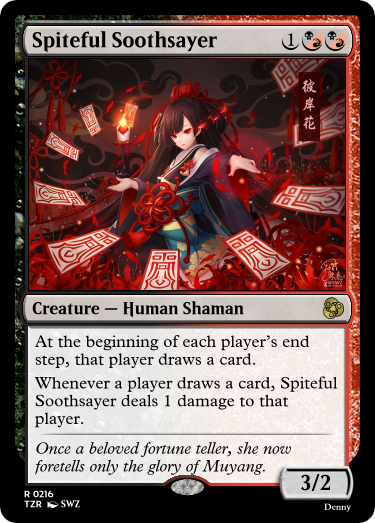 Spiteful Soothsayer 1
彼岸花
Creature — Human Shaman
At the beginning of each player's end
step, that player draws a card.
Whenever a player draws a card, Spiteful
Soothsayer deals 1 damage to that
player.
Once a beloved fortune teller, she now
foretells only the glory of Muyang.
3/2
R 0216
TZR SWZ
Denny